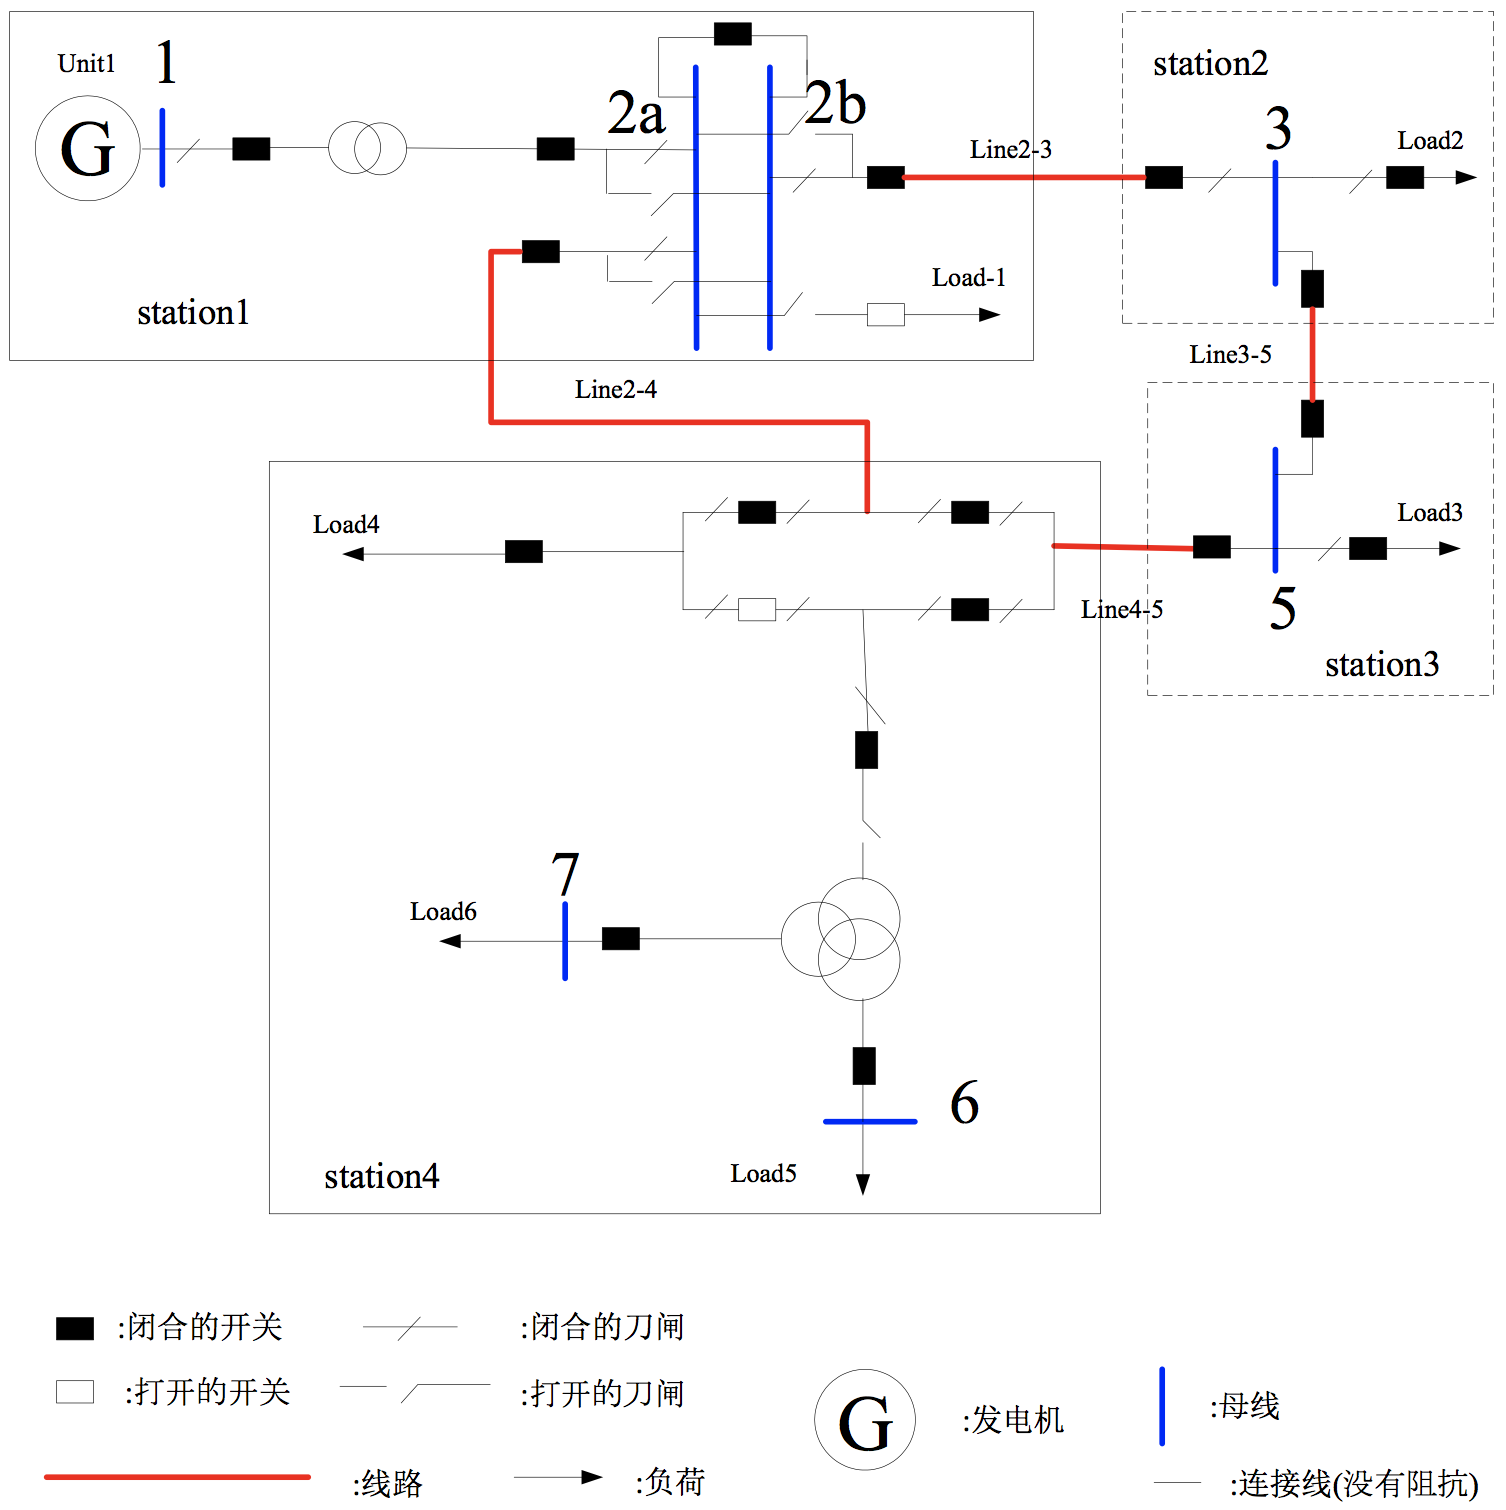 Unit1
1
G
2a
2b
station1
Line2-3
Load-1
station2
3
Load2
Line2-4
Line3-5
Load4
Load3
Line4-5
5
station3
7
Load6
6
Load5
station4
:闭合的开关
:闭合的刀闸
:打开的开关
:打开的刀闸
G
:发电机
:母线
:线路
:负荷
:连接线(没有阻抗)